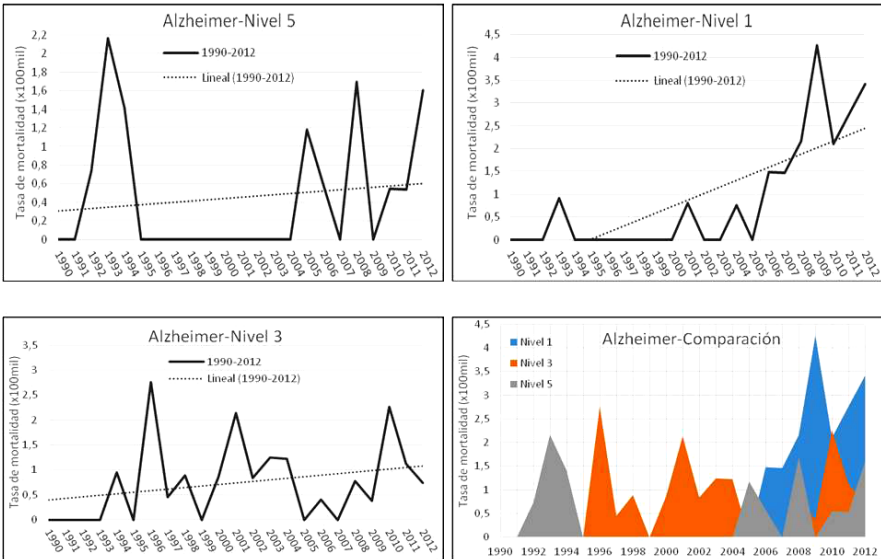 Alzheimer-Nivel 5
Tasa de mortalidad (x100mil)
2,2
2
1,8
1,6
1,4
1,2
1
0,8
0,6
0,4
0,2
0
1990-2012
Lineal (1990-2012)
1990 1991 1992 1993 1994 1995 1996 1997 1998 1999 2000 2001 2002 2003 2004 2005 2006 2007 2008 2009 2010 2011 2012
Alzheimer-Nivel 1
Tasa de mortalidad (x100mil)
4,5
4
3,5
3
2,5
2
1,5
1
0,5
0
1990-2012
Lineal (1990-2012)
1990 1991 1992 1993 1994 1995 1996 1997 1998 1999 2000 2001 2002 2003 2004 2005 2006 2007 2008 2009 2010 2011 2012
Alzheimer-Nivel 3
Tasa de mortalidad (x100mil)
3,5
3
2,5
2
1,5
1
0,5
0
1990-2012
Lineal (1990-2012)
1990 1991 1992 1993 1994 1995 1996 1997 1998 1999 2000 2001 2002 2003 2004 2005 2006 2007 2008 2009 2010 2011 2012
Alzheimer-Comparación
Tasa de mortalidad (x100mil)
4,5
4
3,5
3
2,5
2
1,5
1
0,5
0
Nivel 1
Nivel 3
Nivel 5
1990 1992 1994 1996 1998 2000 2002 2004 2006 2008 2010 2012